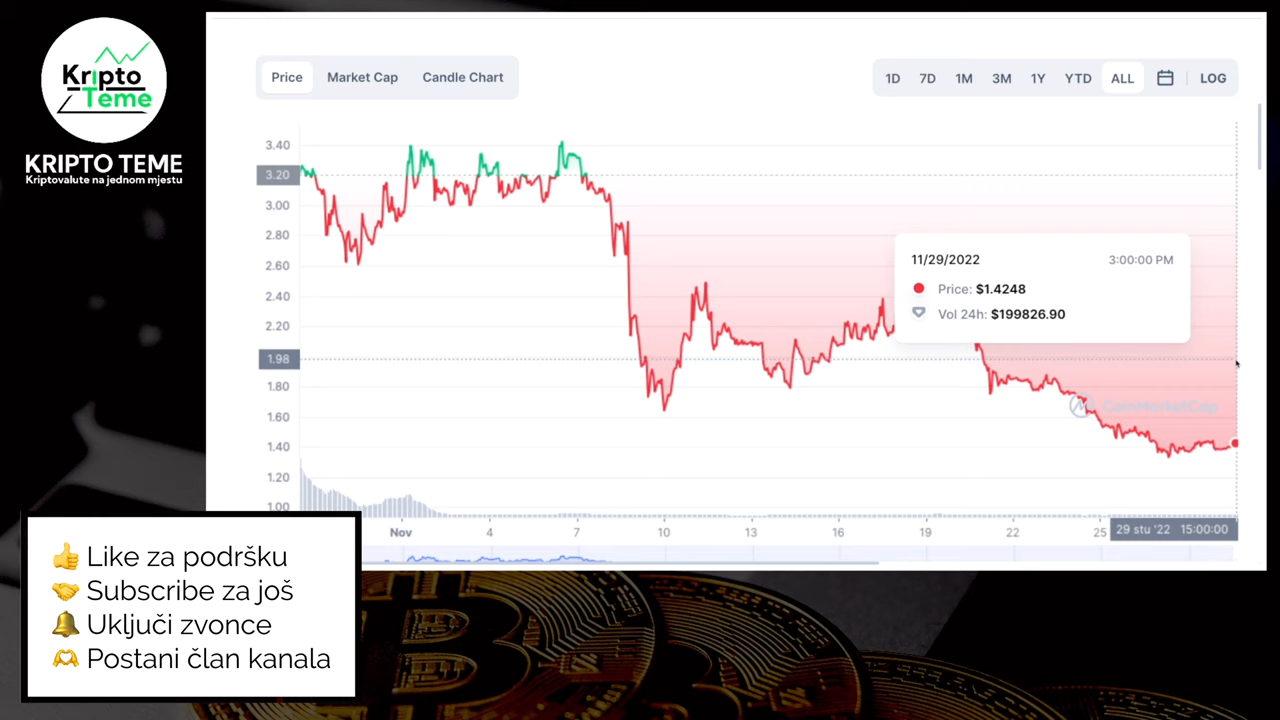 Kripto
Teme
KRIPTO TEME
Kriptovalute na jednom mjestu
Price Market Cap Candle Chart
1D 7D 1M 3M 1Y YTD ALL LOG
3.40
3.20
3.00
2.80
2.60
2.40
2.20
1.98
1.80
1.60
1.40
1.20
1.00
11/29/2022 3:00:00 PM
Price: $1.4248
Vol 24h: $199826.90
CoinMarketCap
Nov 4 7 10 13 16 19 22 25 29 stu '22 15:00:00
👍 Like za podršku
🤝 Subscribe za još
🔔 Uključi zvonce
🫶 Postani član kanala